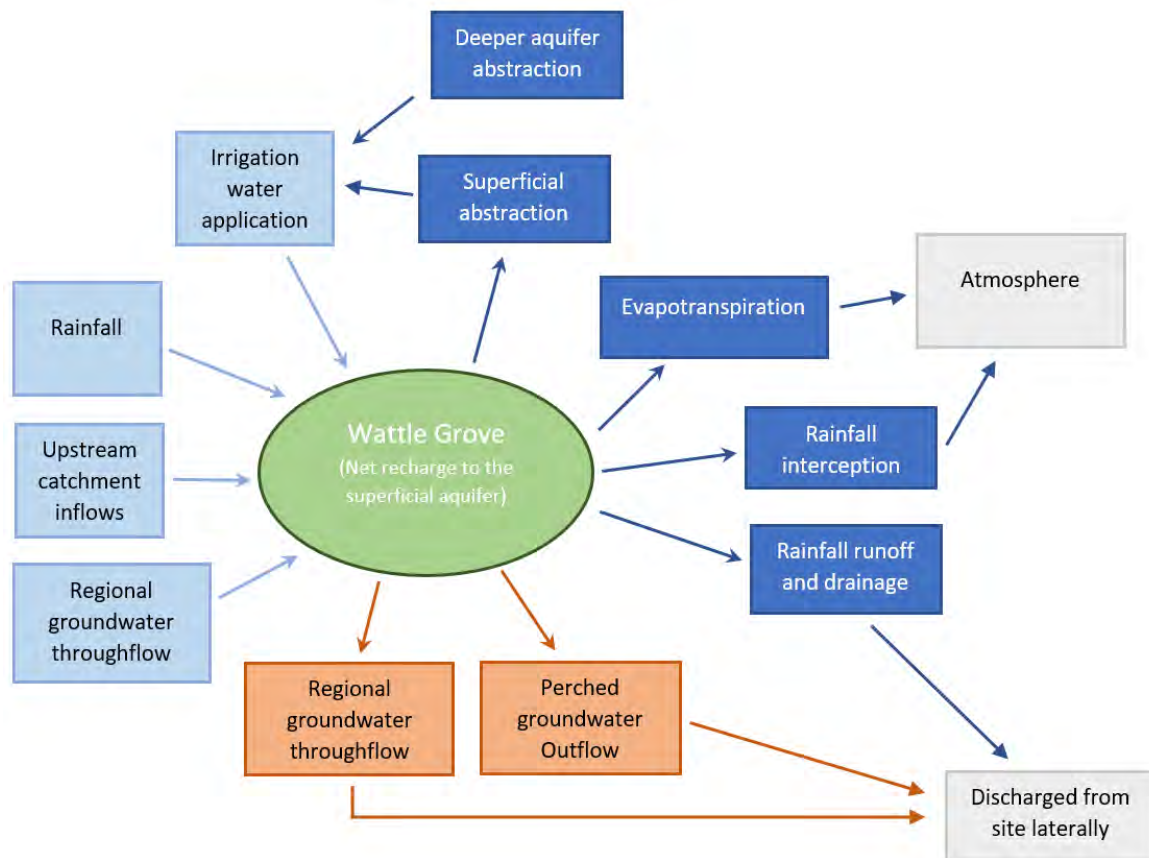 Deeper aquifer
abstraction
Irrigation
water
application
Superficial
abstraction
Rainfall
Evapotranspiration
Atmosphere
Upstream
catchment
inflows
Wattle Grove
(Net recharge to the
superficial aquifer)
Rainfall
interception
Regional
groundwater
throughflow
Rainfall runoff
and drainage
Regional
groundwater
throughflow
Perched
groundwater
Outflow
Discharged from
site laterally